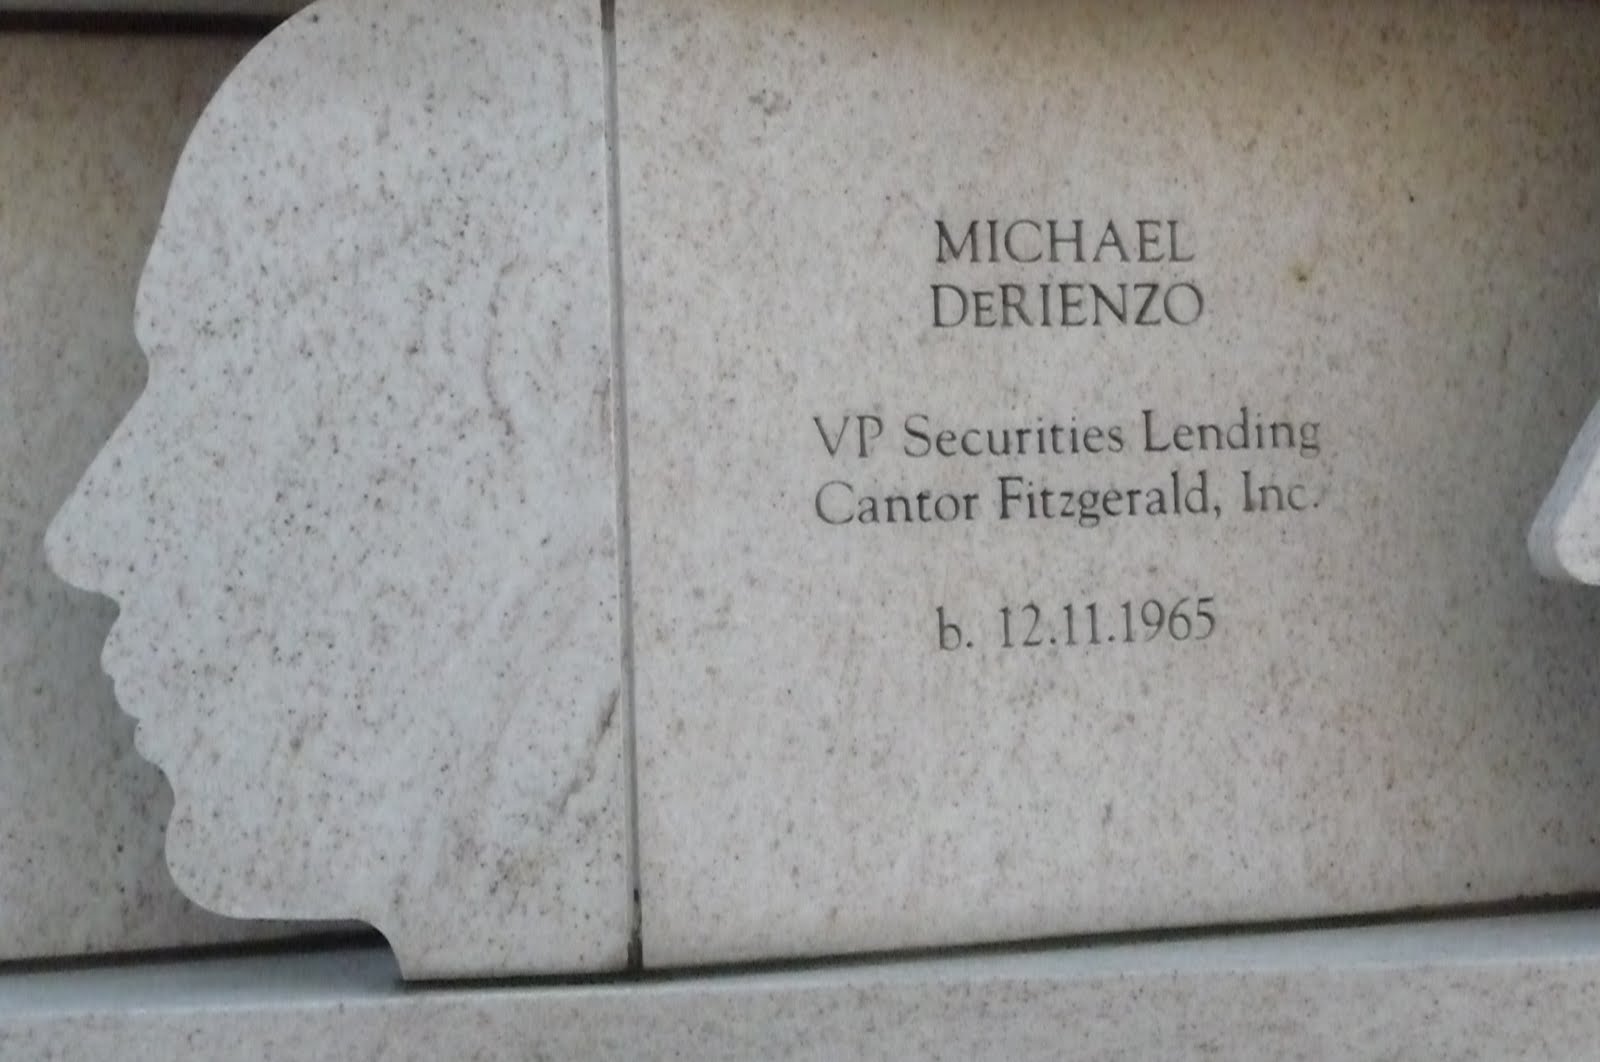 MICHAEL
DERIENZO
VP Securities Lending
Cantor Fitzgerald, Inc.
b. 12.11.1965